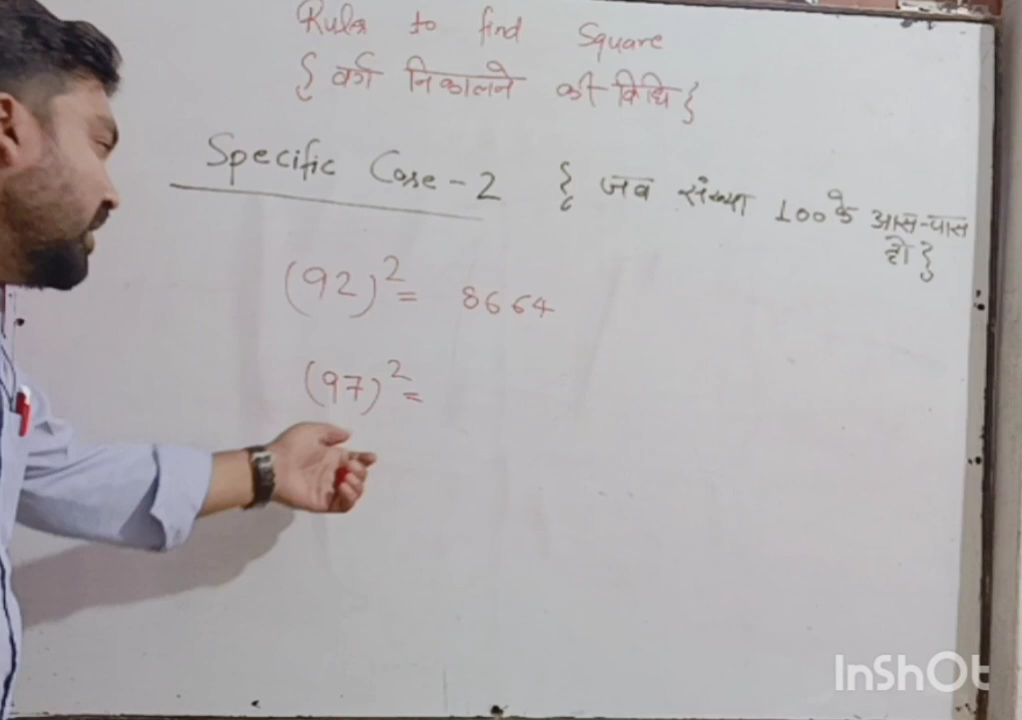 Rules to find Square
{ वर्ग निकालने की विधि }
Specific Case - 2 { जब संख्या 100 के आस-पास
हो }
(92)² = 8664
(97)² =
InShOt